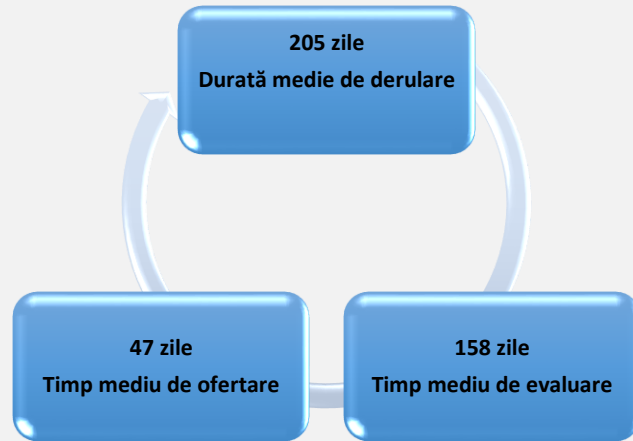 205 zile
Durată medie de derulare
47 zile
Timp mediu de ofertare
158 zile
Timp mediu de evaluare